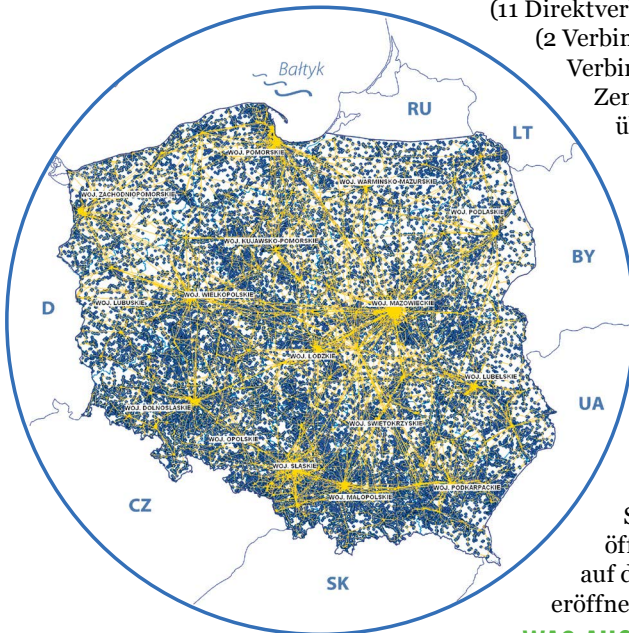 (11 Direktver
(2 Verbin
Verbin
Zen
ü
Bałtyk
RU
LT
WOJ. POMORSKIE
WOJ. WARMIŃSKO-MAZURSKIE
WOJ. ZACHODNIOPOMORSKIE
WOJ. PODLASKIE
WOJ. KUJAWSKO-POMORSKIE
BY
D
WOJ. LUBUSKIE
WOJ. WIELKOPOLSKIE
WOJ. MAZOWIECKIE
WOJ. ŁÓDZKIE
WOJ. LUBELSKIE
UA
WOJ. DOLNOŚLĄSKIE
WOJ. ŚWIĘTOKRZYSKIE
WOJ. OPOLSKIE
WOJ. ŚLĄSKIE
WOJ. PODKARPACKIE
WOJ. MAŁOPOLSKIE
CZ
SK
S
öff
auf d
eröffne